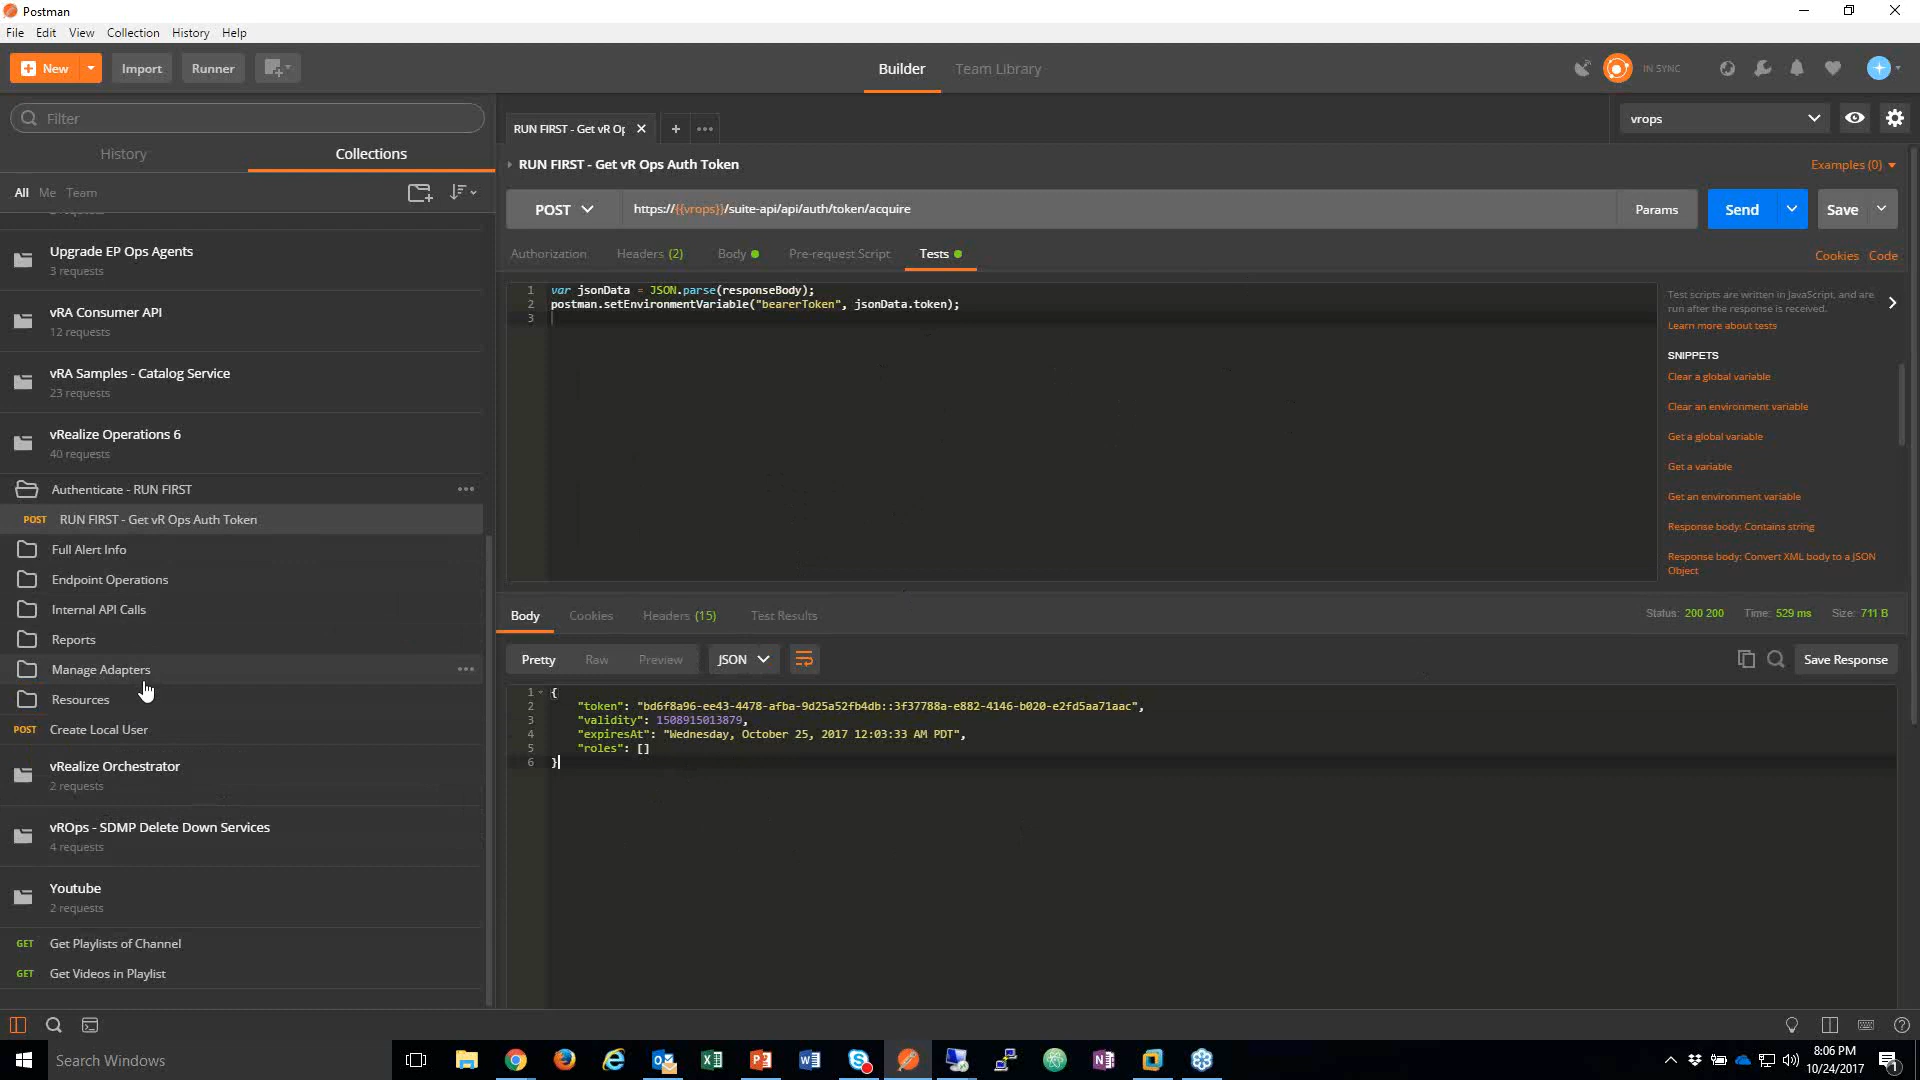 Postman
File Edit View Collection History Help
New Import Runner Builder Team Library IN SYNC
Filter
History Collections
All Me Team
Upgrade EP Ops Agents
3 requests
vRA Consumer API
12 requests
vRA Samples - Catalog Service
23 requests
vRealize Operations 6
40 requests
Authenticate - RUN FIRST
POST RUN FIRST - Get vR Ops Auth Token
Full Alert Info
Endpoint Operations
Internal API Calls
Reports
Manage Adapters
Resources
POST Create Local User
vRealize Orchestrator
2 requests
vROps - SDMP Delete Down Services
4 requests
Youtube
2 requests
GET Get Playlists of Channel
GET Get Videos in Playlist
RUN FIRST - Get vR Op
vrops
RUN FIRST - Get vR Ops Auth Token
Examples (0)
POST https://{{vrops}}/suite-api/api/auth/token/acquire Params Send Save
Authorization Headers (2) Body Pre-request Script Tests Cookies Code
1 var jsonData = JSON.parse(responseBody);
2 postman.setEnvironmentVariable("bearerToken", jsonData.token);
3
Test scripts are written in JavaScript, and are
run after the response is received.
Learn more about tests
SNIPPETS
Clear a global variable
Clear an environment variable
Get a global variable
Get a variable
Get an environment variable
Response body: Contains string
Response body: Convert XML body to a JSON
Object
Body Cookies Headers (15) Test Results Status: 200 200 Time: 529 ms Size: 711 B
Pretty Raw Preview JSON Save Response
1 {
2 "token": "bd6f8a96-ee43-4478-afba-9d25a52fb4db::3f37788a-e882-4146-b020-e2fd5aa71aac",
3 "validity": 1508915013879,
4 "expiresAt": "Wednesday, October 25, 2017 12:03:33 AM PDT",
5 "roles": []
6 }
Search Windows
8:06 PM
10/24/2017